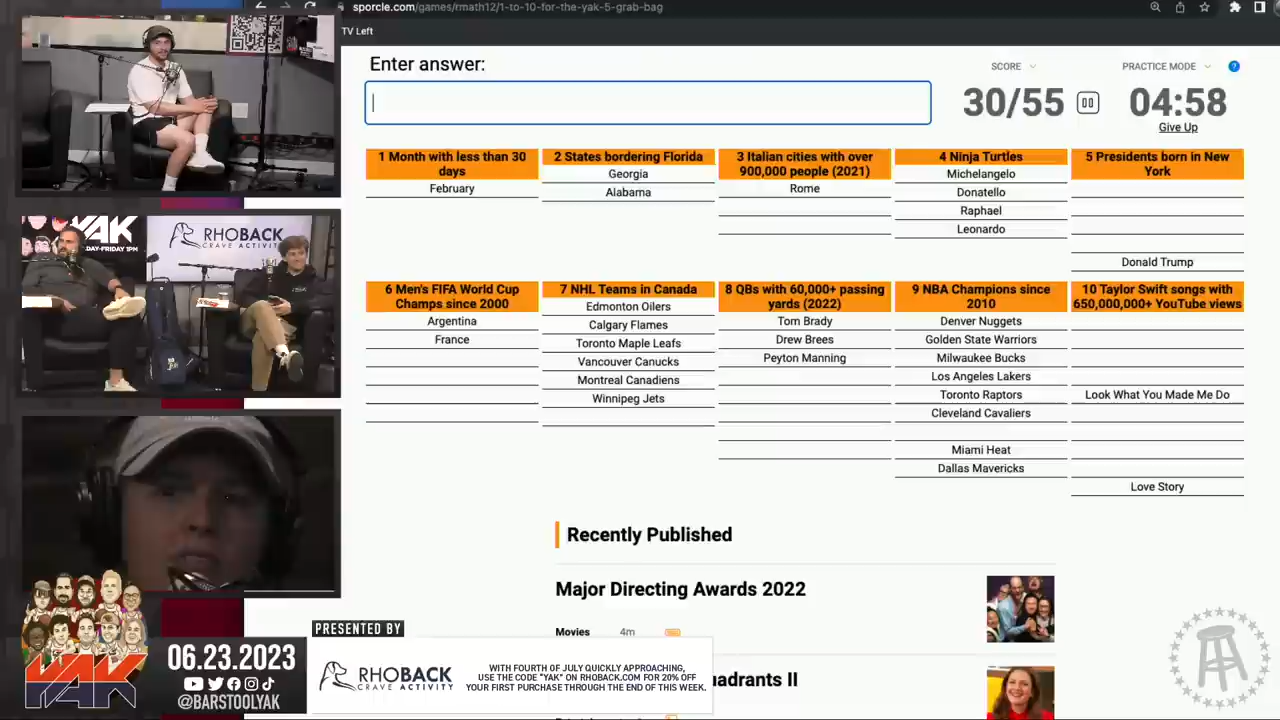 sporcle.com/games/rmath12/1-to-10-for-the-yak-5-grab-bag
TV Left
Enter answer:
SCORE
PRACTICE MODE
?
30/55
04:58
Give Up
1 Month with less than 30 days
February
2 States bordering Florida
Georgia
Alabama
3 Italian cities with over 900,000 people (2021)
Rome
4 Ninja Turtles
Michelangelo
Donatello
Raphael
Leonardo
5 Presidents born in New York
Donald Trump
6 Men's FIFA World Cup Champs since 2000
Argentina
France
7 NHL Teams in Canada
Edmonton Oilers
Calgary Flames
Toronto Maple Leafs
Vancouver Canucks
Montreal Canadiens
Winnipeg Jets
8 QBs with 60,000+ passing yards (2022)
Tom Brady
Drew Brees
Peyton Manning
9 NBA Champions since 2010
Denver Nuggets
Golden State Warriors
Milwaukee Bucks
Los Angeles Lakers
Toronto Raptors
Cleveland Cavaliers
Miami Heat
Dallas Mavericks
10 Taylor Swift songs with 650,000,000+ YouTube views
Look What You Made Me Do
Love Story
Recently Published
Major Directing Awards 2022
Movies 4m
adrants II
YAK
DAY-FRIDAY 1PM
RHOBACK
CRAVE ACTIVITY
YAK
06.23.2023
@BARSTOOLYAK
PRESENTED BY
RHOBACK
CRAVE ACTIVITY
WITH FOURTH OF JULY QUICKLY APPROACHING,
USE THE CODE "YAK" ON RHOBACK.COM FOR 20% OFF
YOUR FIRST PURCHASE THROUGH THE END OF THIS WEEK.